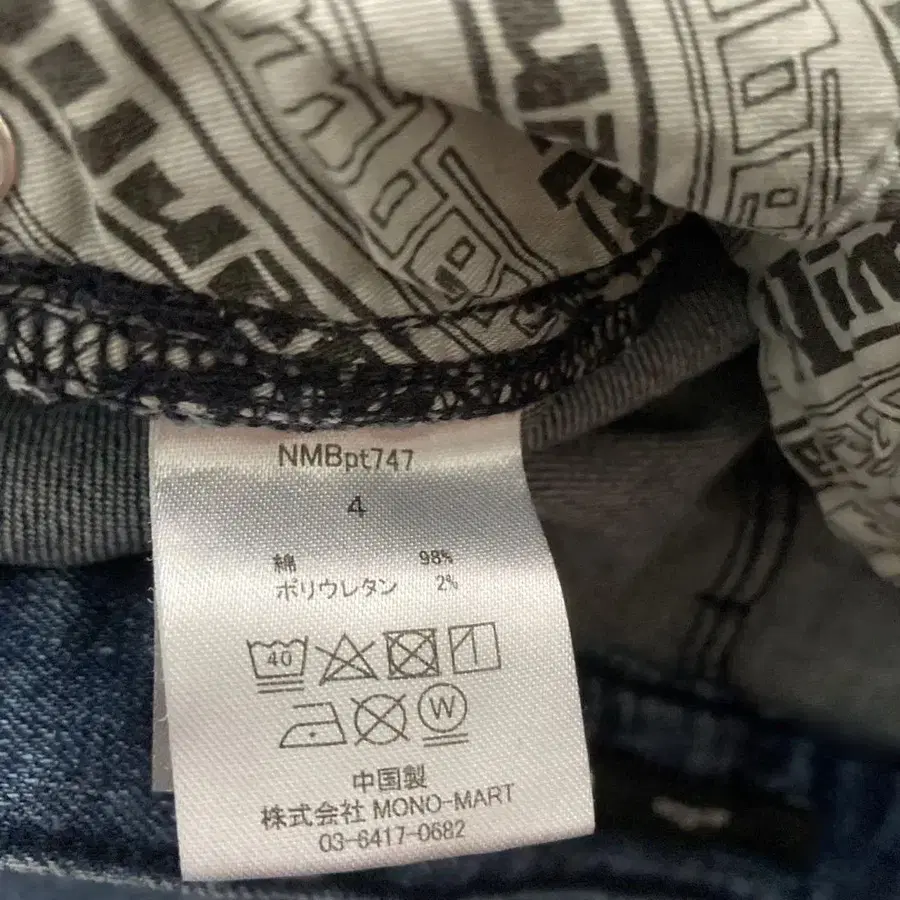 NMBpt747
4
綿 98%
ポリウレタン 2%
40
W
中国製
株式会社 MONO-MART
03-6417-0682